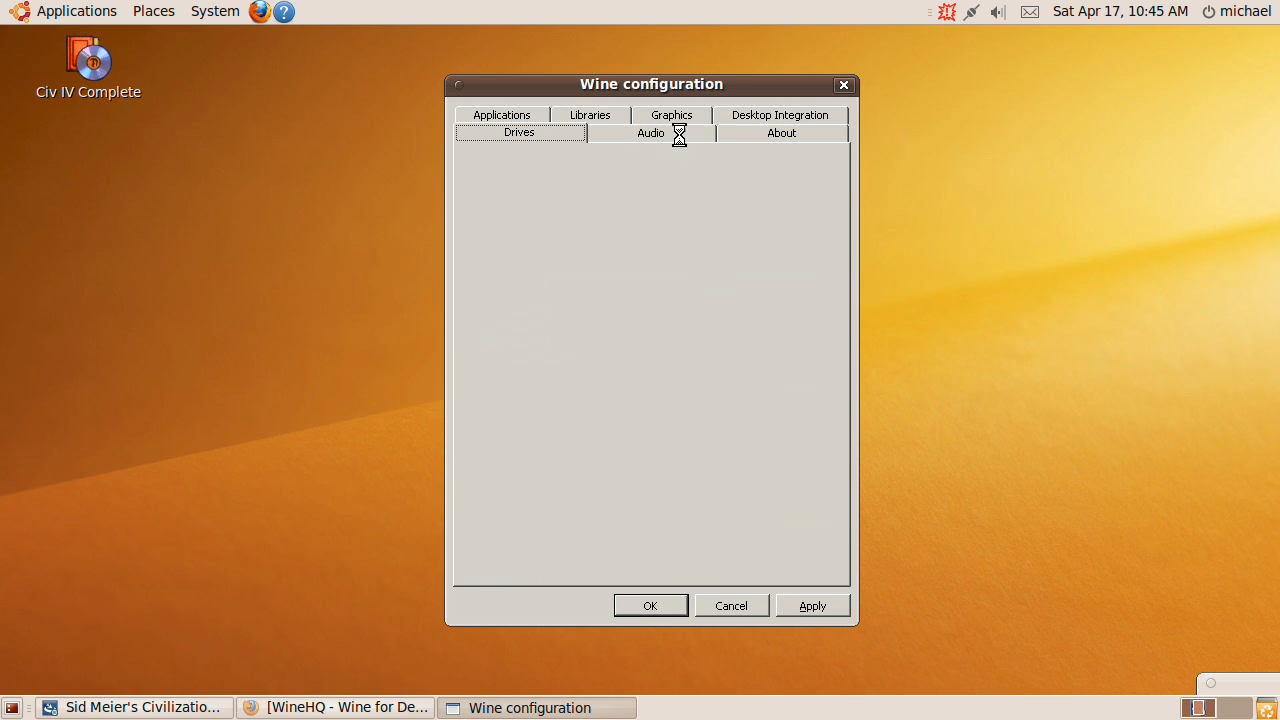 Applications Places System Sat Apr 17, 10:45 AM michael
Civ IV Complete
Wine configuration
Applications Libraries Graphics Desktop Integration
Drives Audio About
OK Cancel Apply
Sid Meier's Civilizatio... [WineHQ - Wine for De... Wine configuration